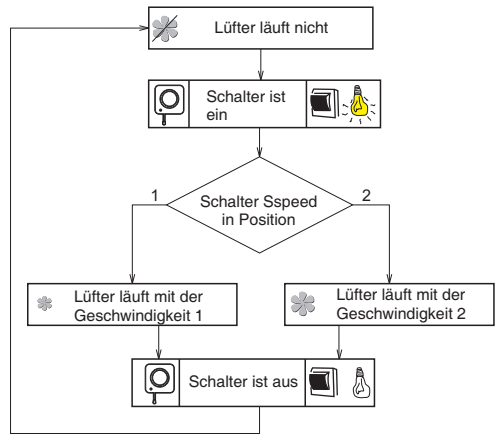 Lüfter läuft nicht
Schalter ist
ein
Schalter Sspeed
in Position
1
2
Lüfter läuft mit der
Geschwindigkeit 1
Lüfter läuft mit der
Geschwindigkeit 2
Schalter ist aus